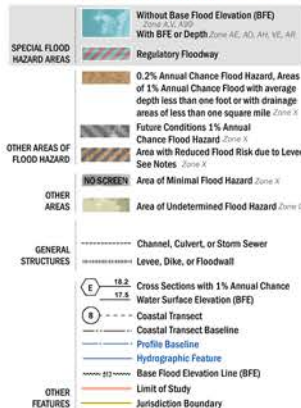 Without Base Flood Elevation (BFE)
Zone A,V, A99
With BFE or Depth Zone AE, AO, AH, VE, AR
SPECIAL FLOOD
HAZARD AREAS
Regulatory Floodway
0.2% Annual Chance Flood Hazard, Areas
of 1% Annual Chance Flood with average
depth less than one foot or with drainage
areas of less than one square mile Zone X
Future Conditions 1% Annual
Chance Flood Hazard Zone X
OTHER AREAS OF
FLOOD HAZARD
Area with Reduced Flood Risk due to Levee
See Notes Zone X
NO SCREEN
Area of Minimal Flood Hazard Zone X
OTHER
AREAS
Area of Undetermined Flood Hazard Zone
GENERAL
STRUCTURES
Channel, Culvert, or Storm Sewer
Levee, Dike, or Floodwall
E
18.2
17.5
Cross Sections with 1% Annual Chance
Water Surface Elevation (BFE)
8
Coastal Transect
Coastal Transect Baseline
Profile Baseline
Hydrographic Feature
513
Base Flood Elevation Line (BFE)
OTHER
FEATURES
Limit of Study
Jurisdiction Boundary